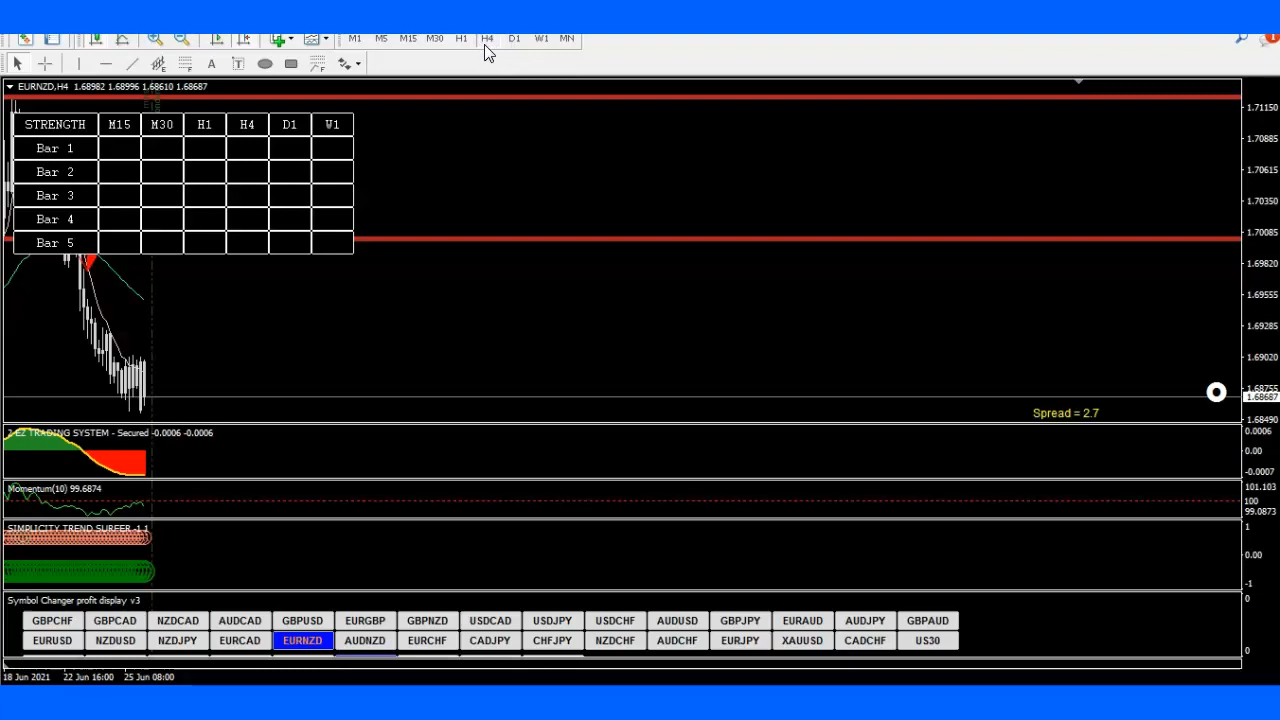 M1 M5 M15 M30 H1 H4 D1 W1 MN
A T
EURNZD,H4 1.68982 1.68996 1.68610 1.68687
STRENGTH M15 M30 H1 H4 D1 W1
Bar 1
Bar 2
Bar 3
Bar 4
Bar 5
1.71150
1.70885
1.70615
1.70350
1.70085
1.69820
1.69555
1.69285
1.69020
1.68755
1.68687
1.68490
Spread = 2.7
EZ TRADING SYSTEM - Secured -0.0006 -0.0006
0.0006
0.00
-0.0007
Momentum(10) 99.6874
101.103
100
99.0873
SIMPLICITY TREND SURFER -1 1
1
0.00
-1
Symbol Changer profit display v3
0
GBPCHF GBPCAD NZDCAD AUDCAD GBPUSD EURGBP GBPNZD USDCAD USDJPY USDCHF AUDUSD GBPJPY EURAUD AUDJPY GBPAUD
EURUSD NZDUSD NZDJPY EURCAD EURNZD AUDNZD EURCHF CADJPY CHFJPY NZDCHF AUDCHF EURJPY XAUUSD CADCHF US30
0
18 Jun 2021 22 Jun 16:00 25 Jun 08:00